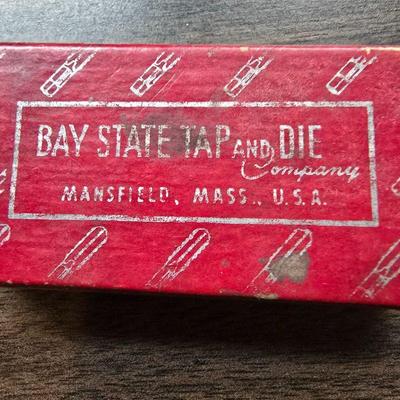 BAY STATE TAP AND DIE
Company
MANSFIELD, MASS., U.S.A.